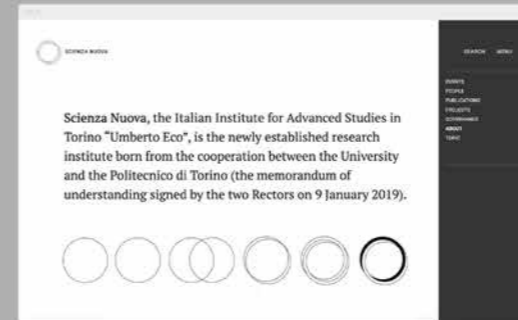 SCIENZA NUOVA
SEARCH MENU
Scienza Nuova, the Italian Institute for Advanced Studies in
Torino “Umberto Eco”, is the newly established research
institute born from the cooperation between the University
and the Politecnico di Torino (the memorandum of
understanding signed by the two Rectors on 9 January 2019).
EVENTS
PEOPLE
PUBLICATIONS
PROJECTS
GOVERNANCE
ABOUT